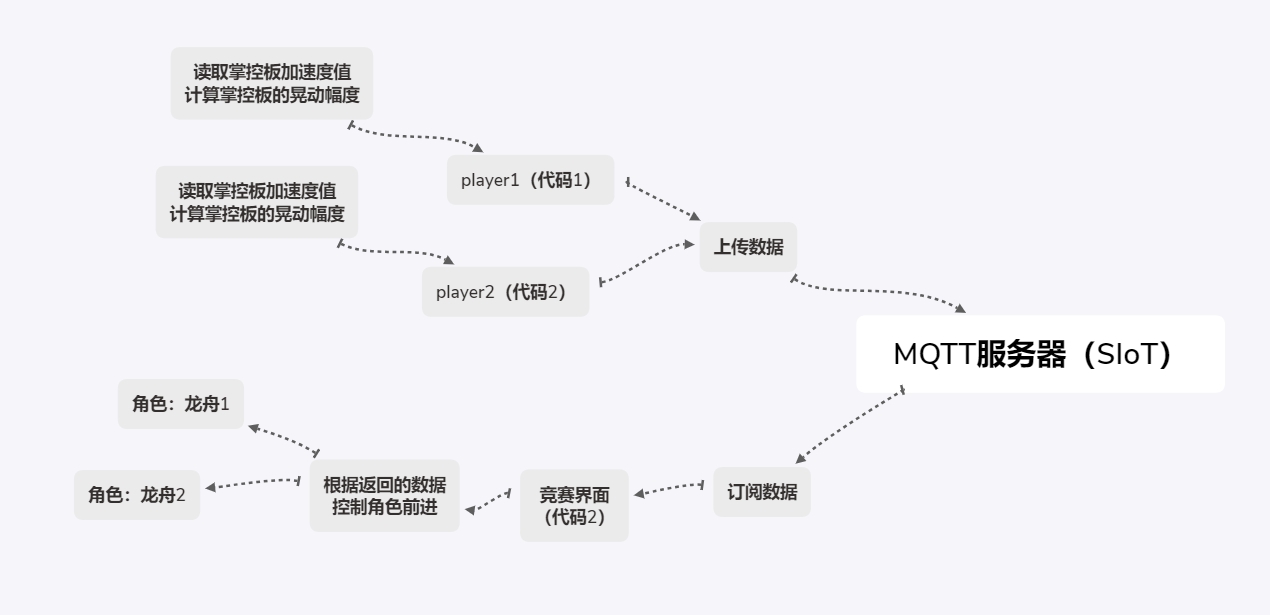 读取掌控板加速度值
计算掌控板的晃动幅度
player1（代码1）
读取掌控板加速度值
计算掌控板的晃动幅度
player2（代码2）
上传数据
MQTT服务器（SIoT）
订阅数据
竞赛界面
（代码2）
根据返回的数据
控制角色前进
角色：龙舟1
角色：龙舟2